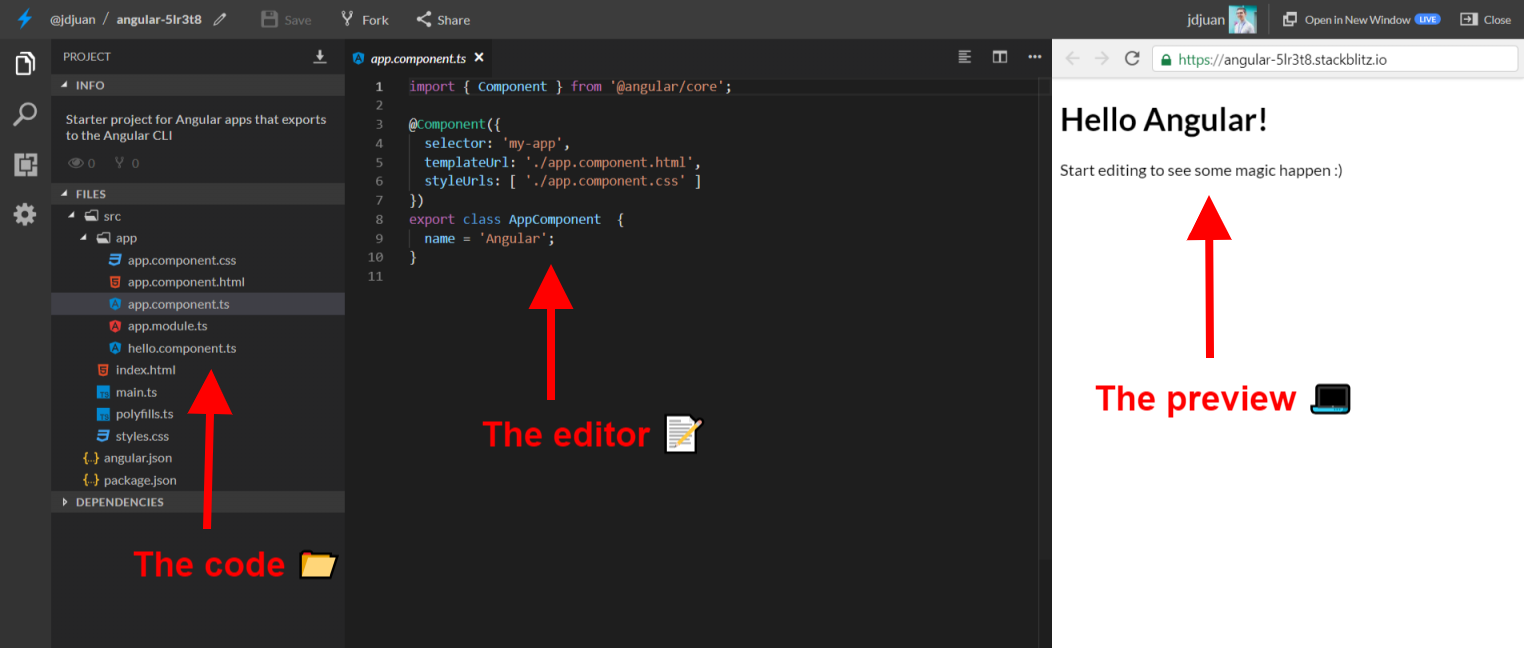 @jdjuan / angular-5lr3t8 Save Fork Share jdjuan Open in New Window LIVE Close
PROJECT
INFO
Starter project for Angular apps that exports
to the Angular CLI
0 0
FILES
src
app
app.component.css
app.component.html
app.component.ts
app.module.ts
hello.component.ts
index.html
main.ts
polyfills.ts
styles.css
{..} angular.json
{..} package.json
DEPENDENCIES
The code
app.component.ts
1 import { Component } from '@angular/core';
2
3 @Component({
4 selector: 'my-app',
5 templateUrl: './app.component.html',
6 styleUrls: [ './app.component.css' ]
7 })
8 export class AppComponent  {
9 name = 'Angular';
10 }
11
The editor
https://angular-5lr3t8.stackblitz.io
Hello Angular!
Start editing to see some magic happen :)
The preview